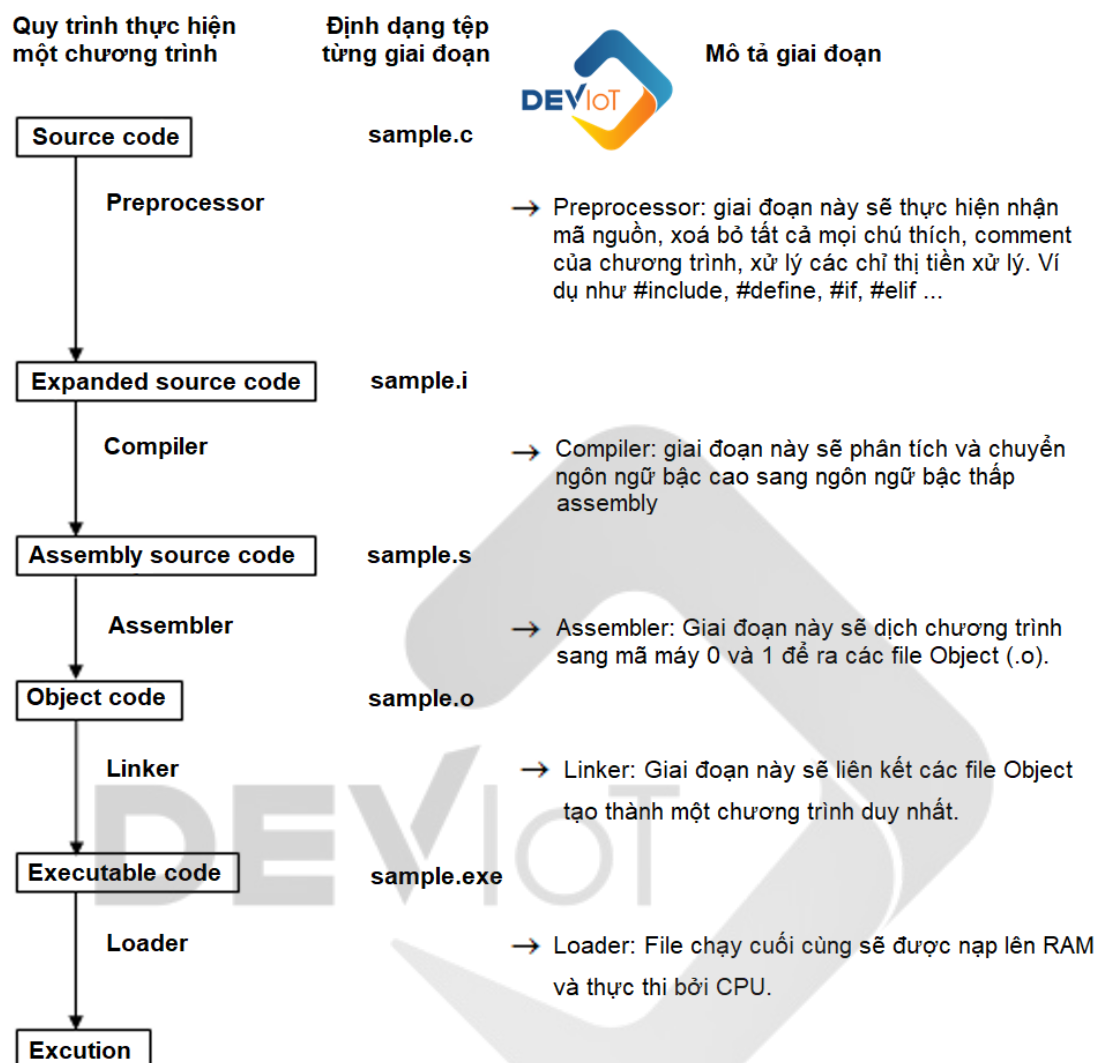 Quy trình thực hiện
một chương trình
Định dạng tệp
từng giai đoạn
DEVIoT
Mô tả giai đoạn
Source code
sample.c
Preprocessor
→ Preprocessor: giai đoạn này sẽ thực hiện nhận
mã nguồn, xoá bỏ tất cả mọi chú thích, comment
của chương trình, xử lý các chỉ thị tiền xử lý. Ví
dụ như #include, #define, #if, #elif ...
Expanded source code
sample.i
Compiler
→ Compiler: giai đoạn này sẽ phân tích và chuyển
ngôn ngữ bậc cao sang ngôn ngữ bậc thấp
assembly
Assembly source code
sample.s
Assembler
→ Assembler: Giai đoạn này sẽ dịch chương trình
sang mã máy 0 và 1 để ra các file Object (.o).
Object code
sample.o
Linker
→ Linker: Giai đoạn này sẽ liên kết các file Object
tạo thành một chương trình duy nhất.
DEVIoT
Executable code
sample.exe
Loader
→ Loader: File chạy cuối cùng sẽ được nạp lên RAM
và thực thi bởi CPU.
Excution